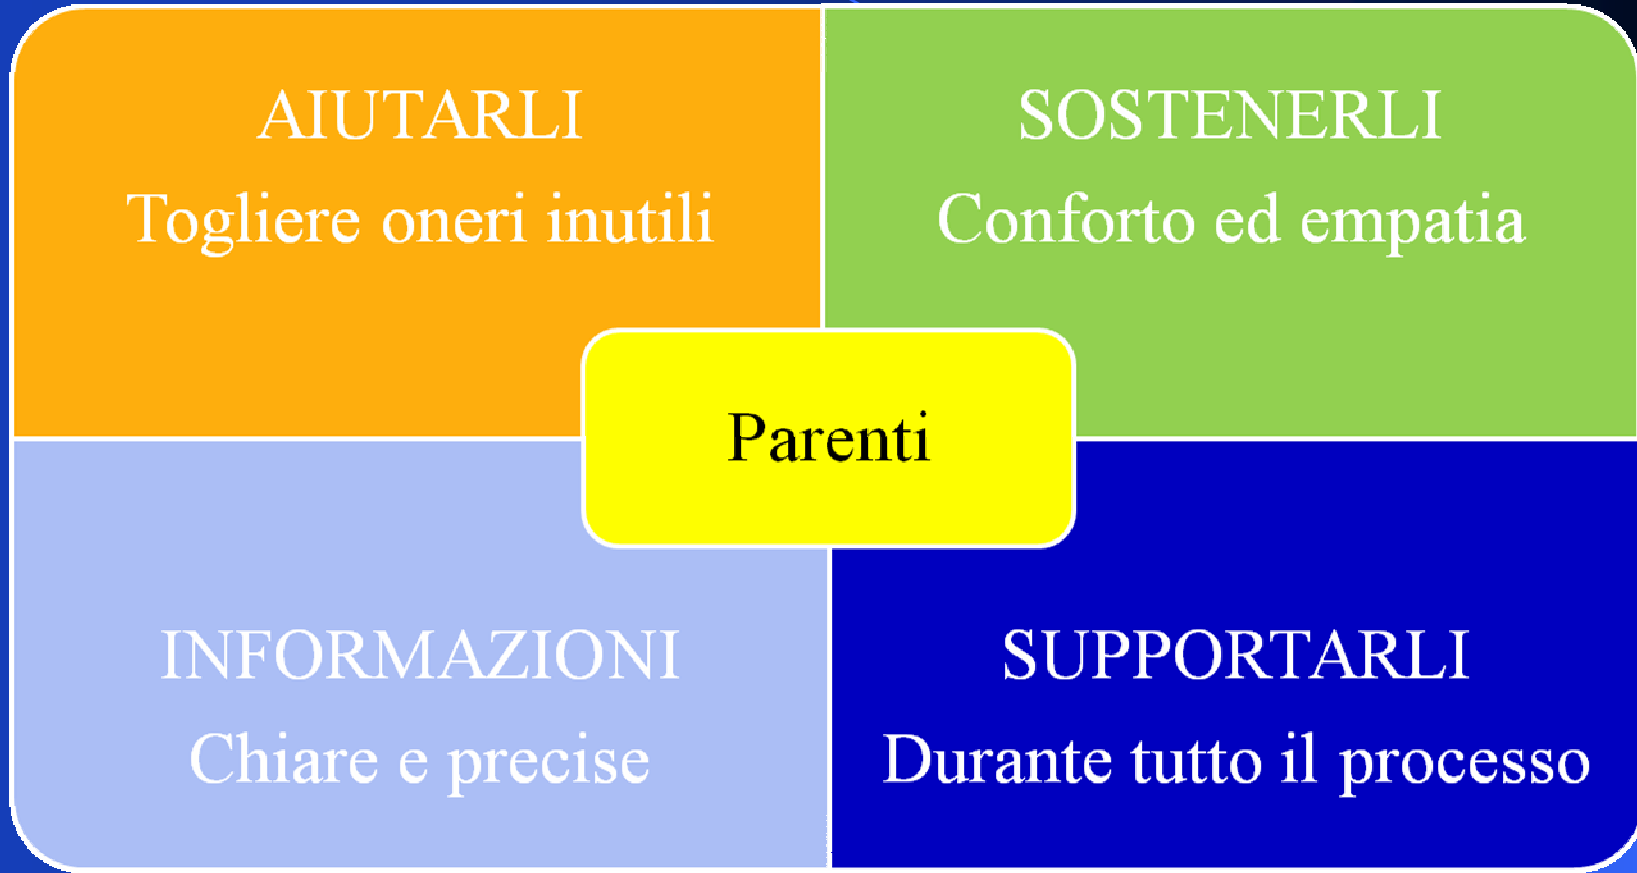 AIUTARLI
Togliere oneri inutili
SOSTENERLI
Conforto ed empatia
Parenti
INFORMAZIONI
Chiare e precise
SUPPORTARLI
Durante tutto il processo